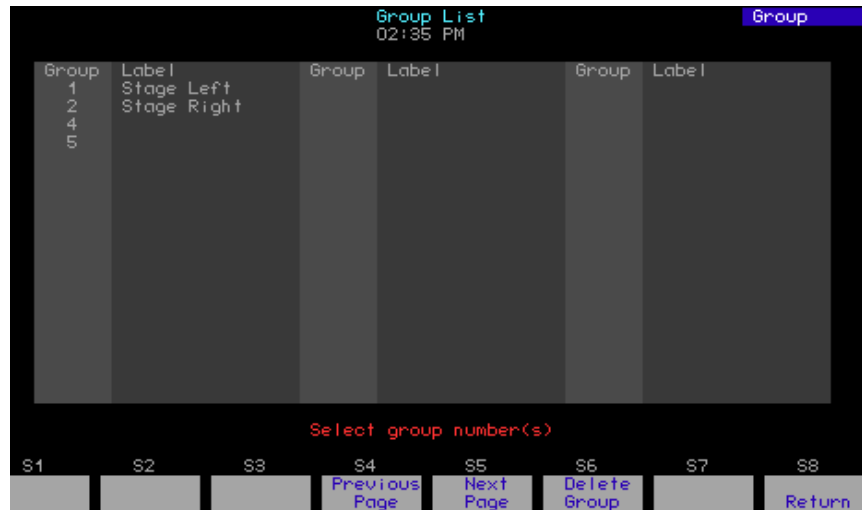 Group List
Group
02:35 PM
Group Label Group Label Group Label
1 Stage Left
2 Stage Right
4
5
Select group number(s)
S1 S2 S3 S4 S5 S6 S7 S8
Previous Next Delete
Page Page Group Return